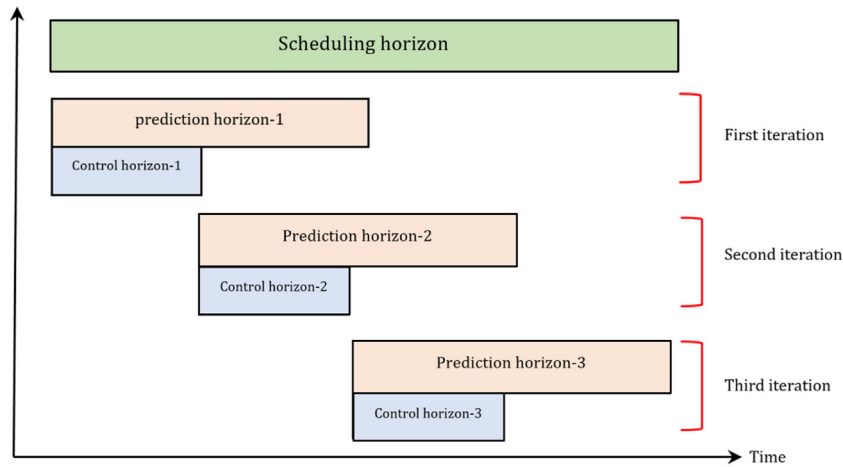 Scheduling horizon
prediction horizon-1
First iteration
Control horizon-1
Prediction horizon-2
Second iteration
Control horizon-2
Prediction horizon-3
Third iteration
Control horizon-3
Time